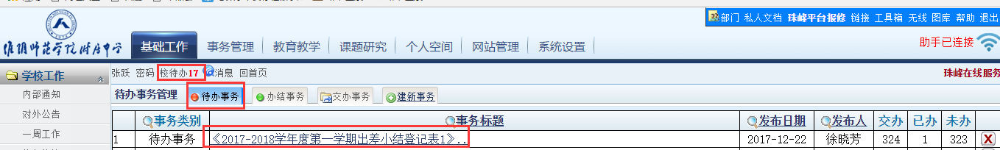 部门 私人文档 珠峰平台报修 链接 工具箱 无线 图库 帮助 退出
淮阴师范学院附属中学
基础工作 事务管理 教育教学 课题研究 个人空间 网站管理 系统设置
助手已连接
学校工作
张跃 密码 校待办17 消息 回首页
珠峰在线服务
内部通知
待办事务管理 待办事务 办结事务 交办事务 建新事务
对外公告
事务类别 事务标题 发布日期 发布人 交办 已办 未办
一周工作
1 待办事务 《2017-2018学年度第一学期出差小结登记表1》.. 2017-12-22 徐晓芳 324 1 323 X